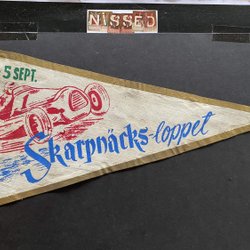 NISSED
5 SEPT.
Skarpnäcks-loppet